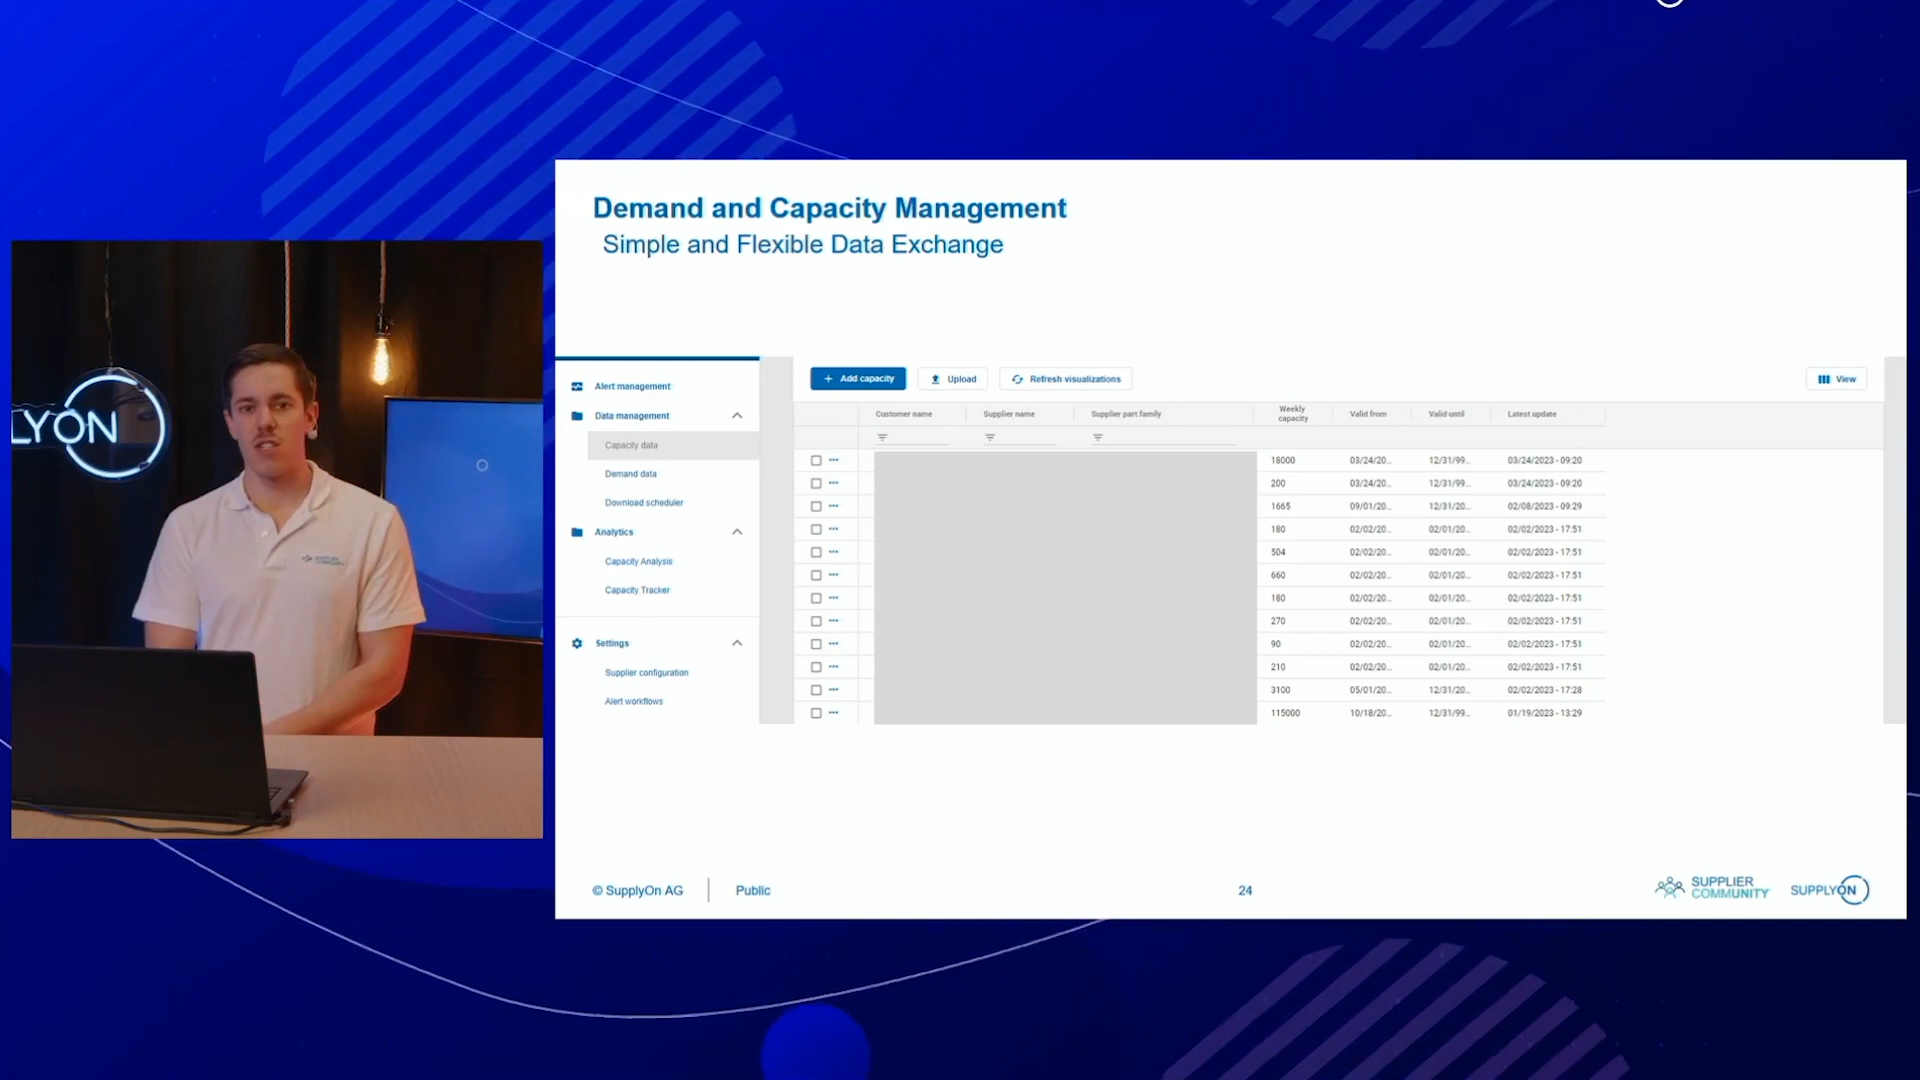 Demand and Capacity Management
Simple and Flexible Data Exchange
LYON
SUPPLIER
COMMUNITY
Alert management
Data management
Capacity data
Demand data
Download scheduler
Analytics
Capacity Analysis
Capacity Tracker
Settings
Supplier configuration
Alert workflows
+ Add capacity Upload Refresh visualizations View
Customer name Supplier name Supplier part family Weekly capacity Valid from Valid until Latest update
18000 03/24/20... 12/31/99... 03/24/2023 - 09:20
200 03/24/20... 12/31/99... 03/24/2023 - 09:20
1665 09/01/20... 12/31/20... 02/08/2023 - 09:29
180 02/02/20... 02/01/20... 02/02/2023 - 17:51
504 02/02/20... 02/01/20... 02/02/2023 - 17:51
660 02/02/20... 02/01/20... 02/02/2023 - 17:51
180 02/02/20... 02/01/20... 02/02/2023 - 17:51
270 02/02/20... 02/01/20... 02/02/2023 - 17:51
90 02/02/20... 02/01/20... 02/02/2023 - 17:51
210 02/02/20... 02/01/20... 02/02/2023 - 17:51
3100 05/01/20... 12/31/20... 02/02/2023 - 17:28
115000 10/18/20... 12/31/99... 01/19/2023 - 13:29
© SupplyOn AG Public 24 SUPPLIER COMMUNITY SUPPLYON